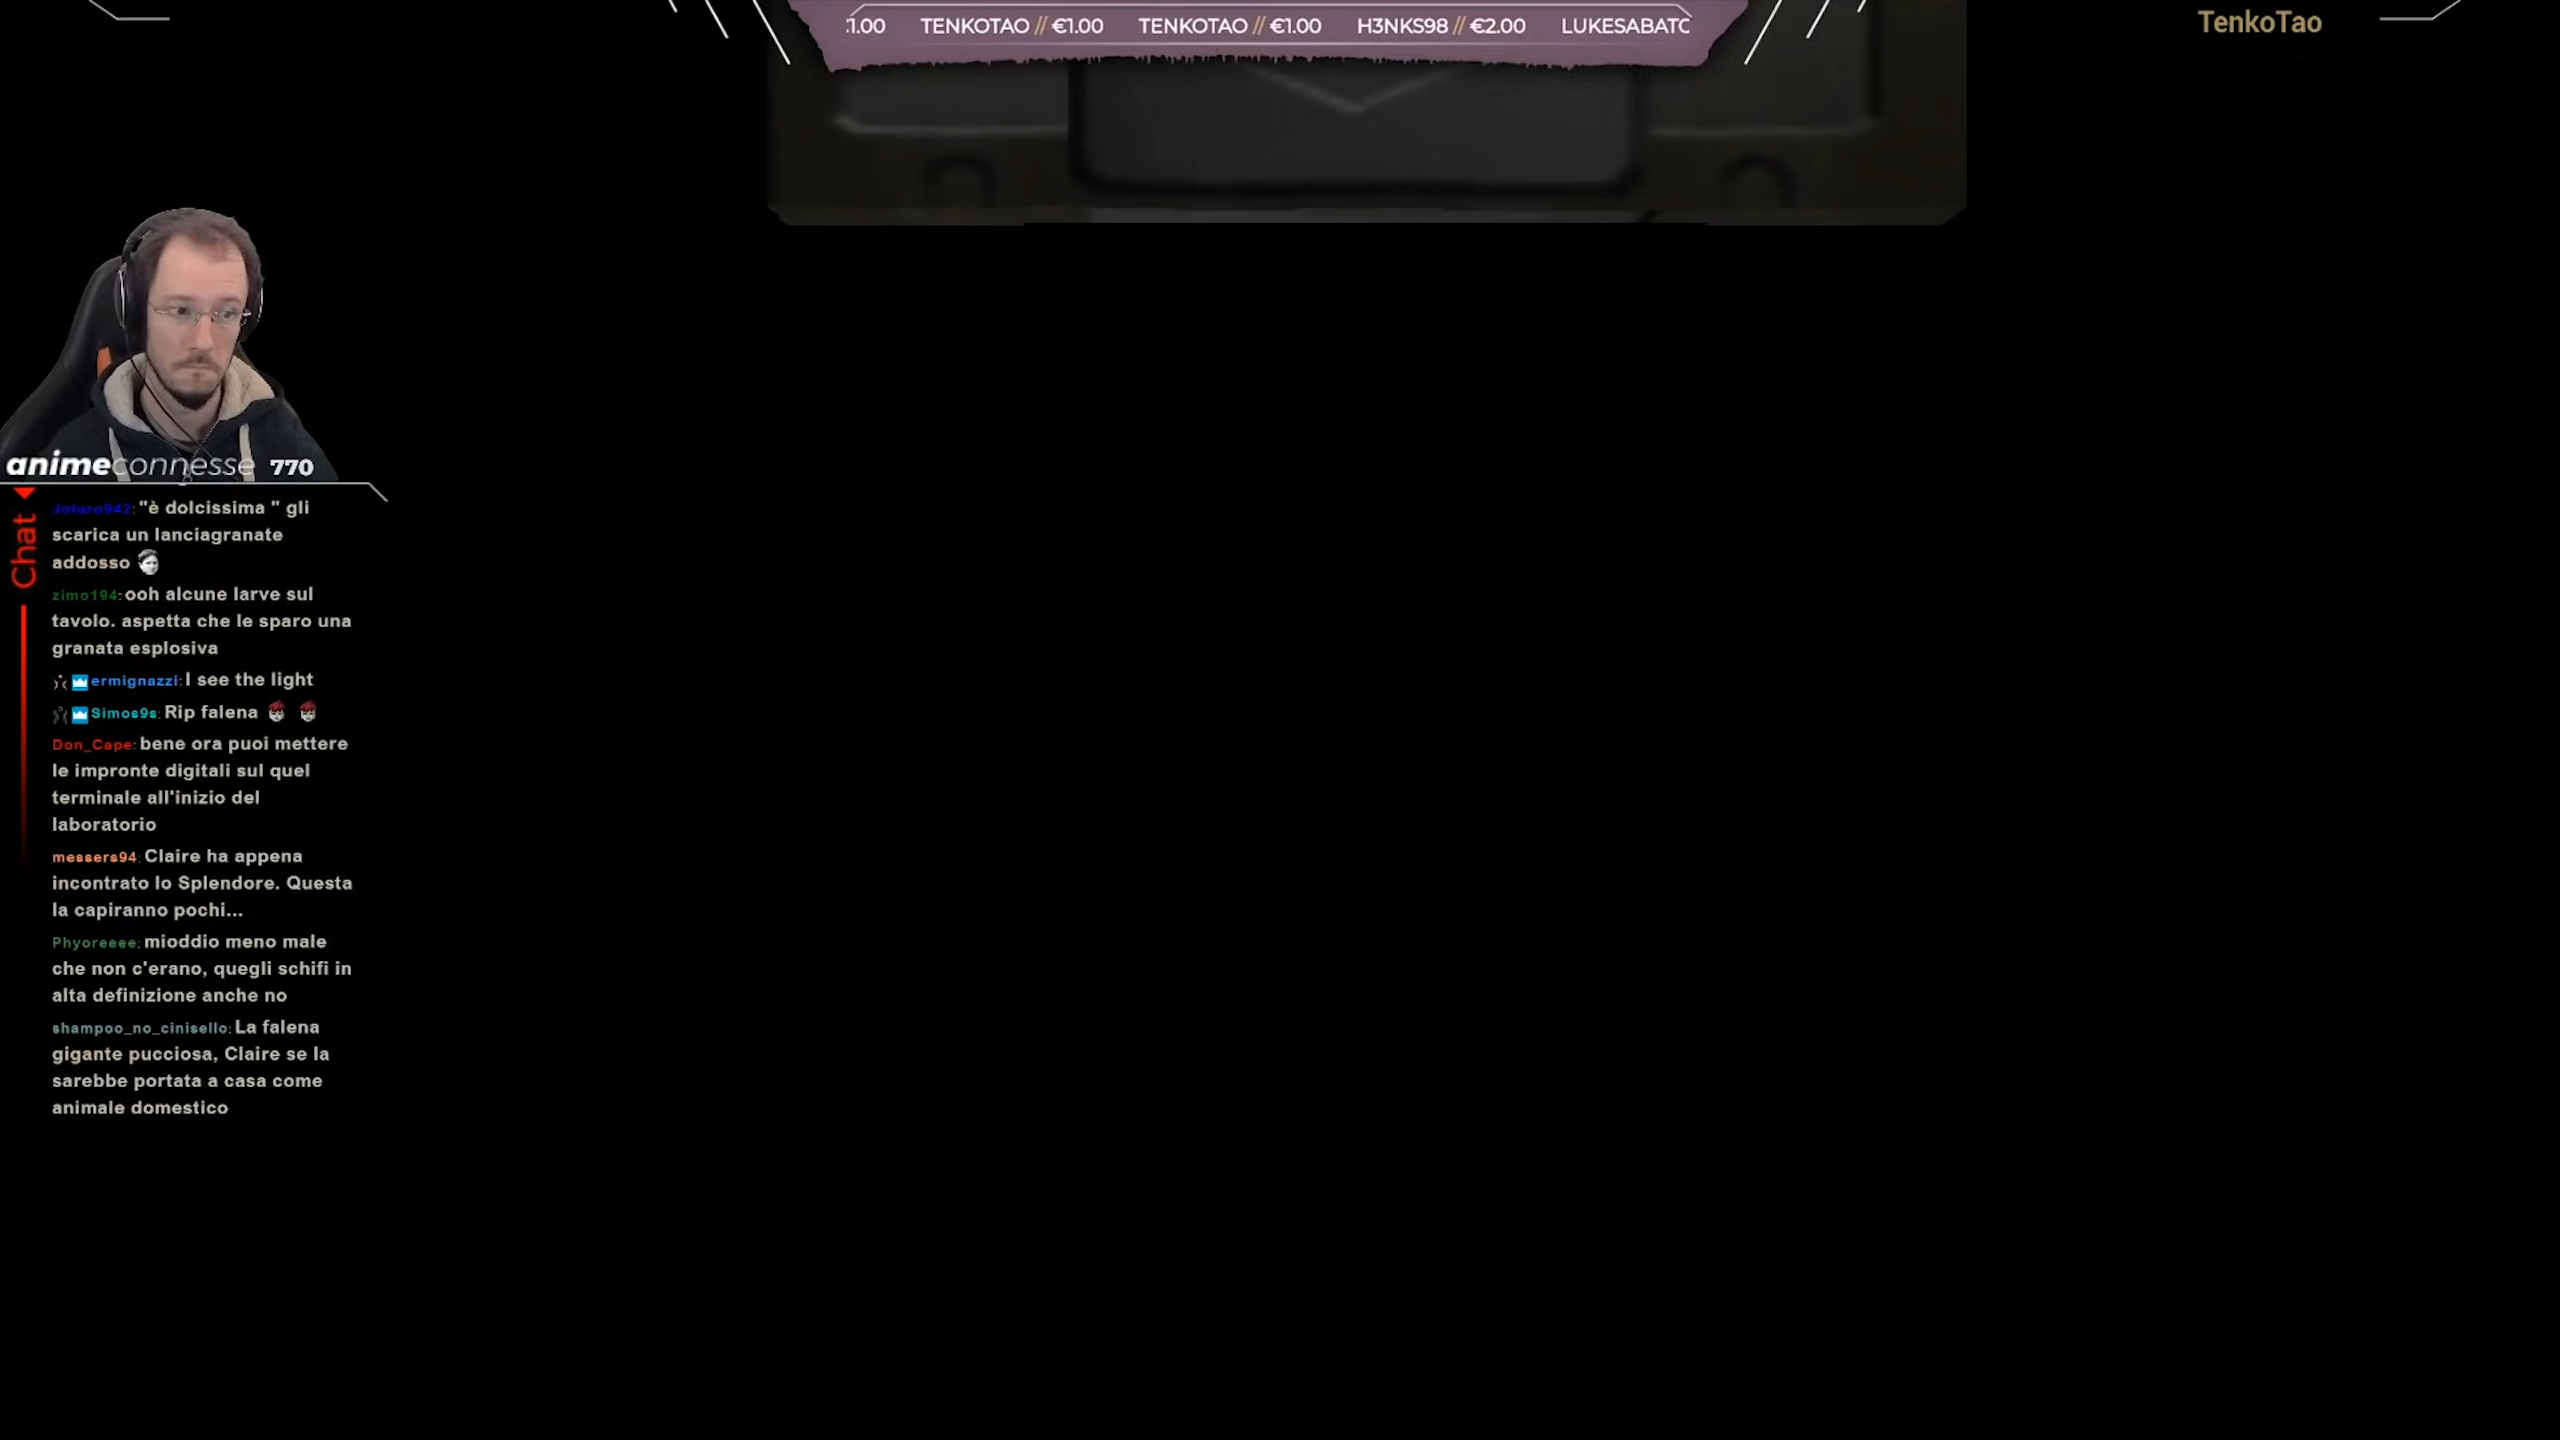 :1.00 TENKOTAO // €1.00 TENKOTAO // €1.00 H3NKS98 // €2.00 LUKESABATO
TenkoTao
animeconnesse 770
Chat
Jotaro942: "è dolcissima " gli
scarica un lanciagranate
addosso
zimo194: ooh alcune larve sul
tavolo. aspetta che le sparo una
granata esplosiva
ermignazzi: I see the light
Simos9s: Rip falena
Don_Cape: bene ora puoi mettere
le impronte digitali sul quel
terminale all'inizio del
laboratorio
messers94: Claire ha appena
incontrato lo Splendore. Questa
la capiranno pochi...
Phyoreeee: mioddio meno male
che non c'erano, quegli schifi in
alta definizione anche no
shampoo_no_cinisello: La falena
gigante pucciosa, Claire se la
sarebbe portata a casa come
animale domestico